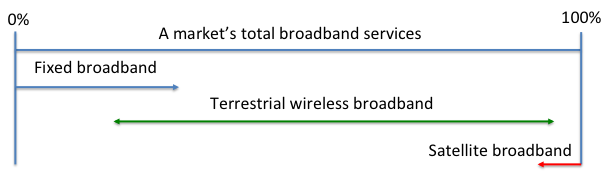 0%
100%
A market's total broadband services
Fixed broadband
Terrestrial wireless broadband
Satellite broadband